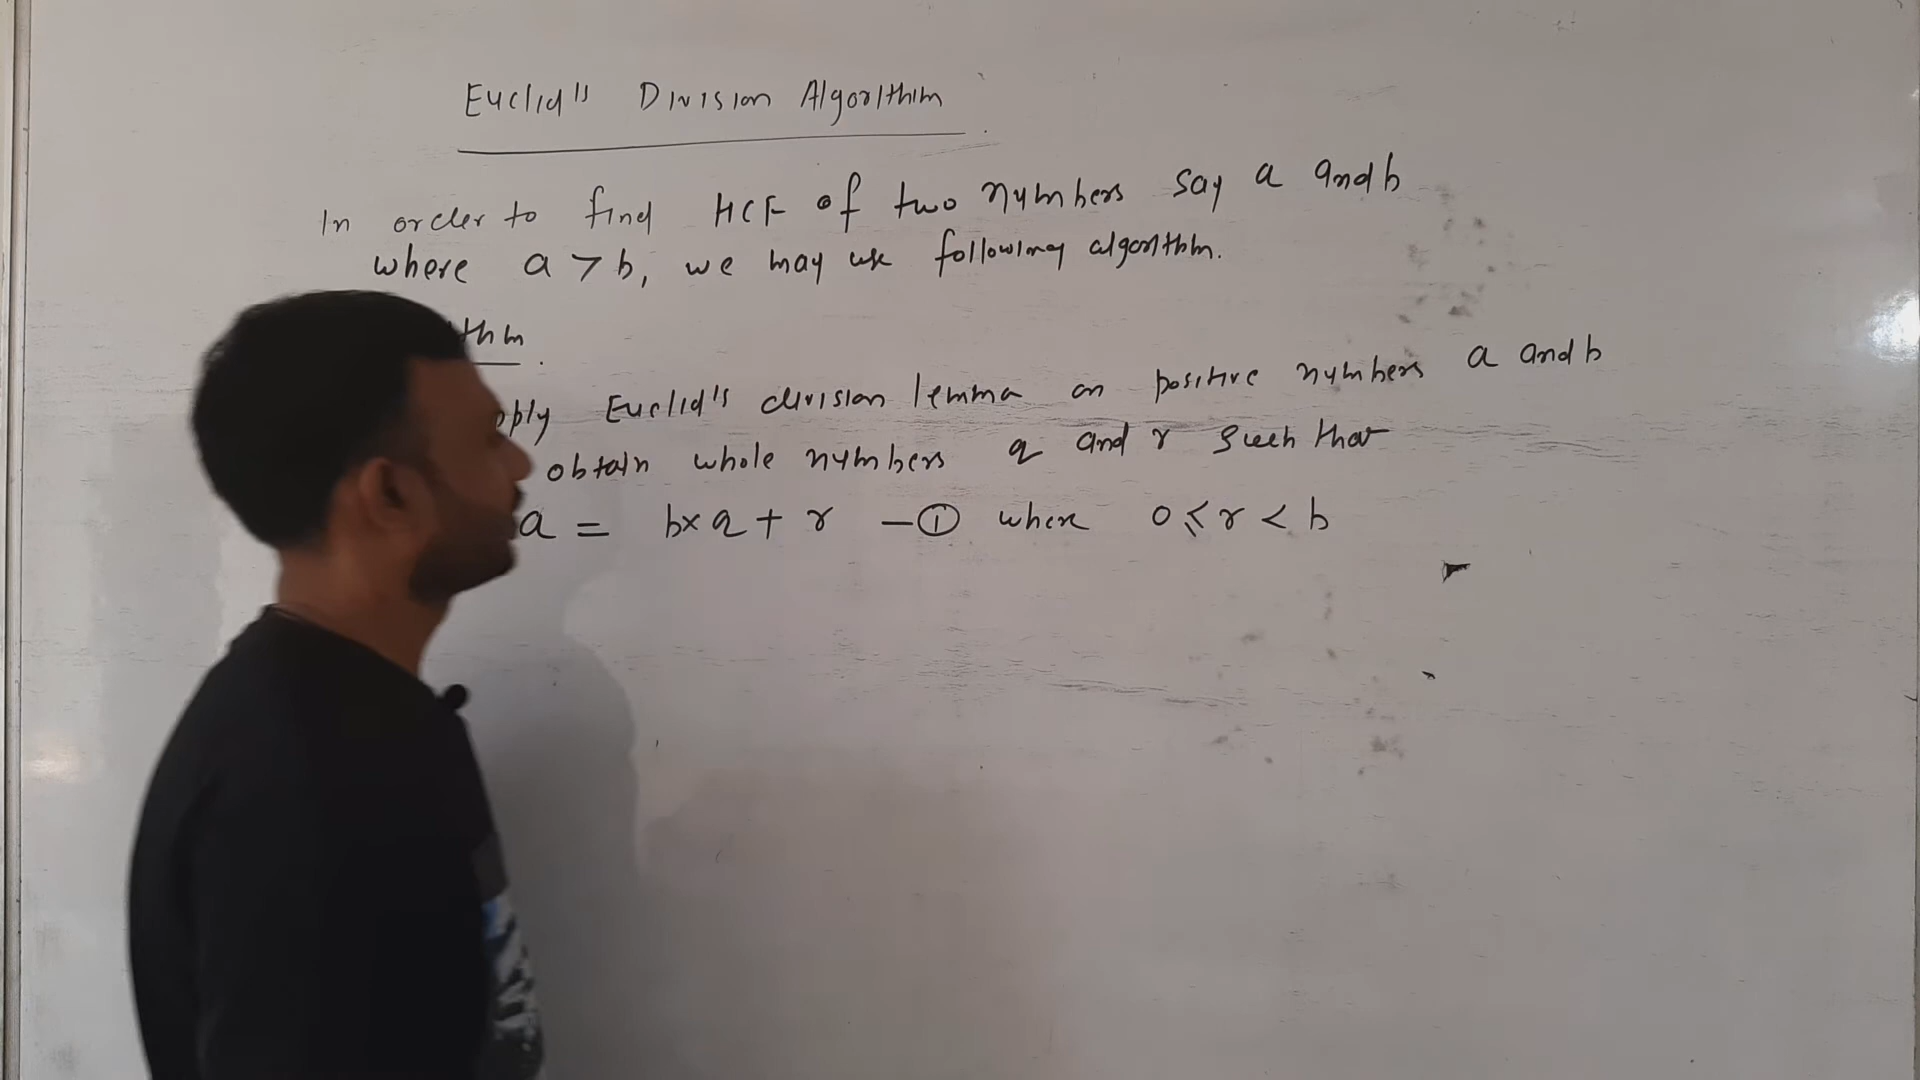 Euclid's Division Algorithm
In order to find HCF of two numbers say a and b
where a > b, we may use following algorithm.
thm.
pply Euclid's division lemma on positive numbers a and b
obtain whole numbers q and r such that
a = b×q + r —① where 0 ≤ r < b